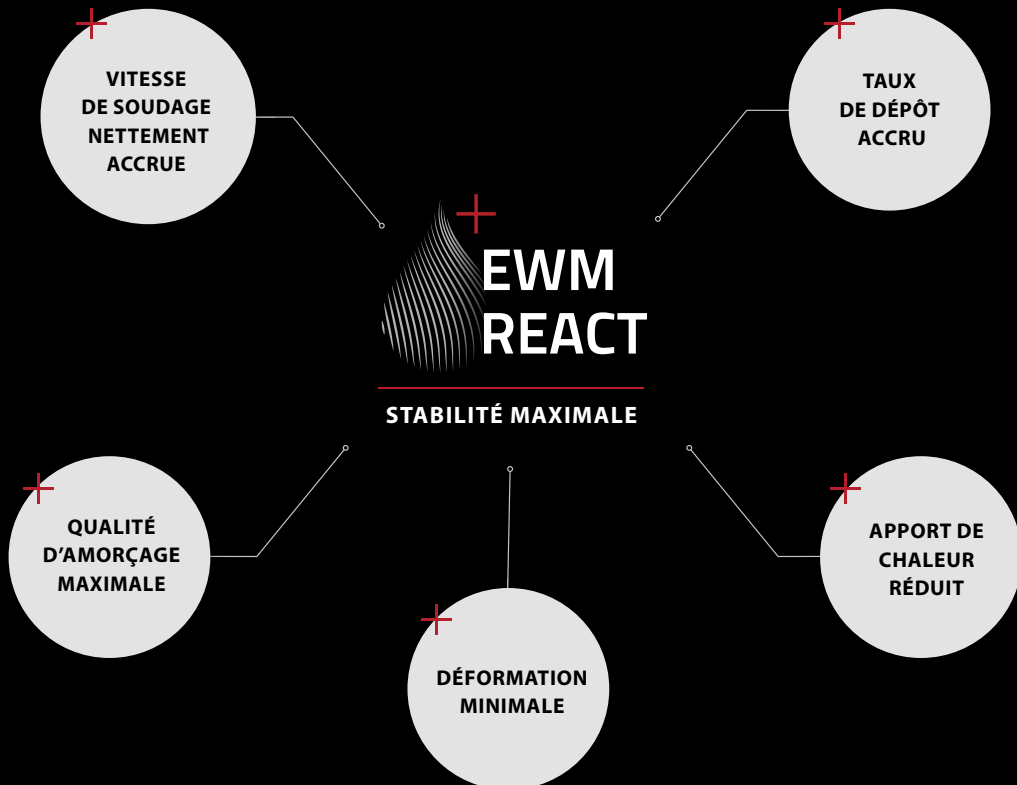 VITESSE
DE SOUDAGE
NETTEMENT
ACCRUE
TAUX
DE DÉPÔT
ACCRU
EWM
REACT
STABILITÉ MAXIMALE
QUALITÉ
D'AMORÇAGE
MAXIMALE
APPORT DE
CHALEUR
RÉDUIT
DÉFORMATION
MINIMALE